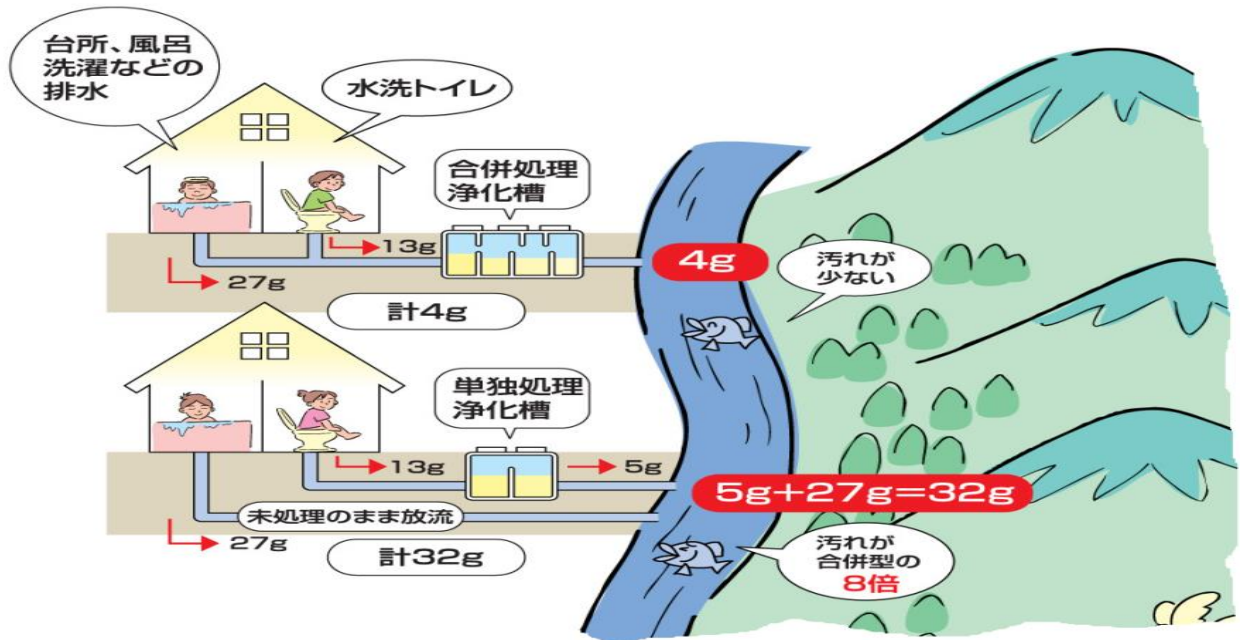 台所、風呂
洗濯などの
排水
水洗トイレ
合併処理
浄化槽
13g
27g
計4g
4g
汚れが
少ない
単独処理
浄化槽
13g
5g
未処理のまま放流
27g
計32g
5g+27g=32g
汚れが
合併型の
8倍